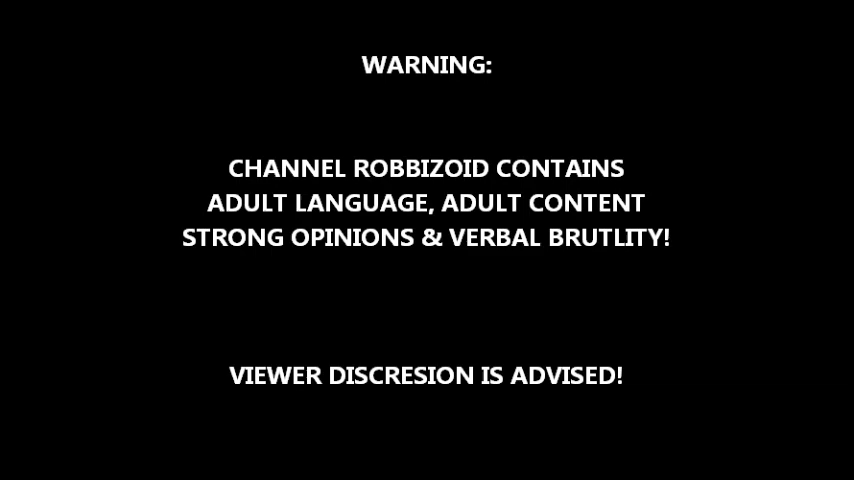 WARNING:
CHANNEL ROBBIZOID CONTAINS
ADULT LANGUAGE, ADULT CONTENT
STRONG OPINIONS & VERBAL BRUTLITY!
VIEWER DISCRESION IS ADVISED!